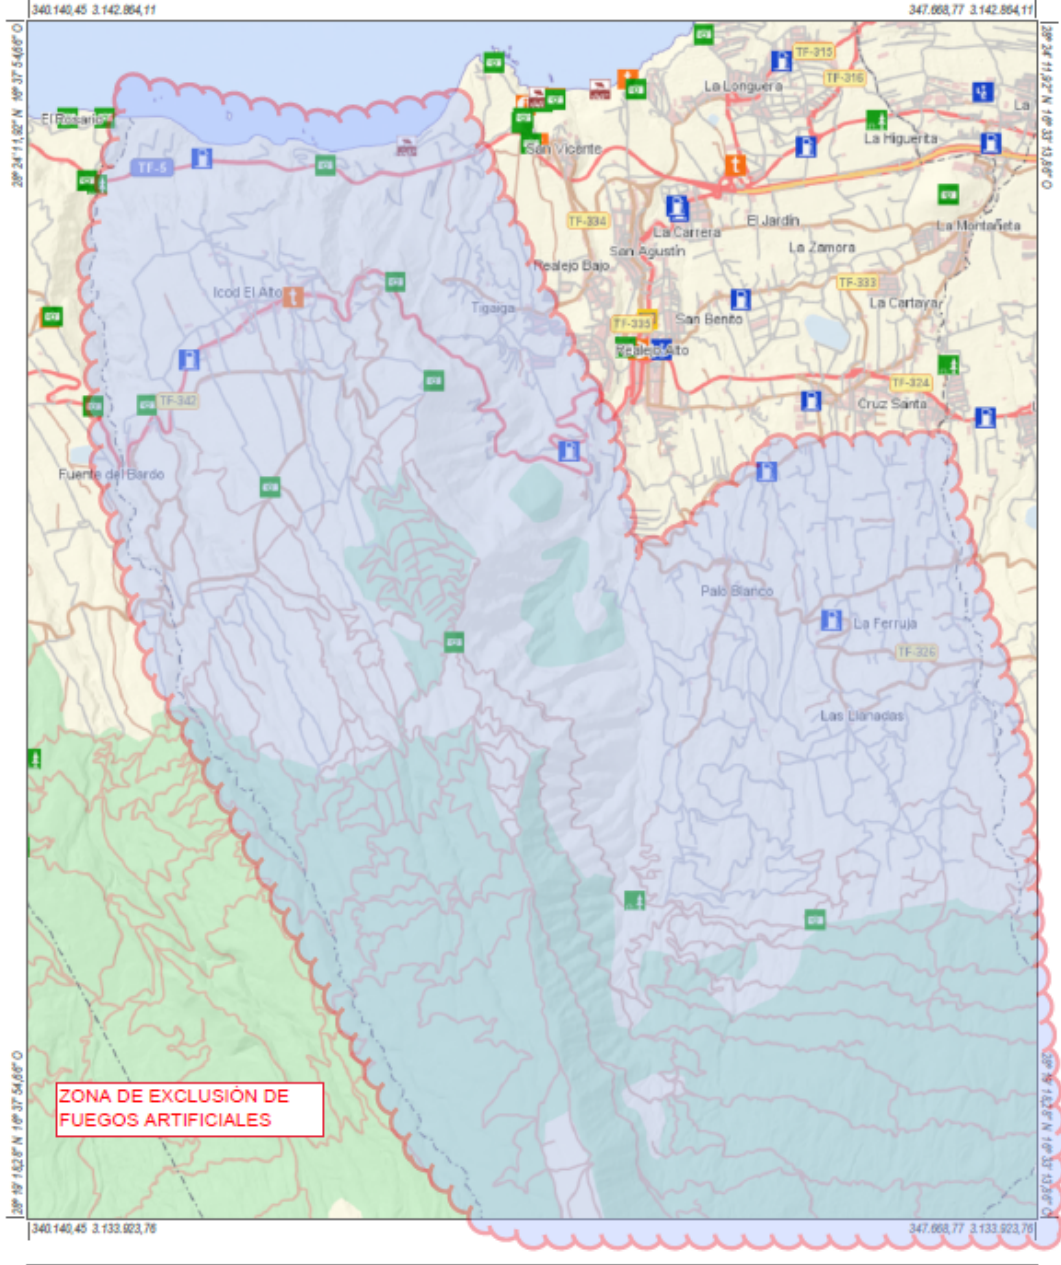 340.140,45 3.142.864,11
347.668,77 3.142.864,11
TF-315
TF-316
La Longuera
La
El Rosario
La Higuerita
San Vicente
TF-5
TF-334
El Jardín
La Montañeta
La Carrera
La Zamora
San Agustín
Realejo Bajo
TF-333
Icod El Alto
La Cartaya
Tigaiga
San Benito
TF-335
Realejo Alto
TF-324
TF-342
Cruz Santa
Fuente del Bardo
Palo Blanco
La Ferruja
TF-326
Las Llanadas
ZONA DE EXCLUSIÓN DE
FUEGOS ARTIFICIALES
340.140,45 3.133.923,76
347.668,77 3.133.923,76